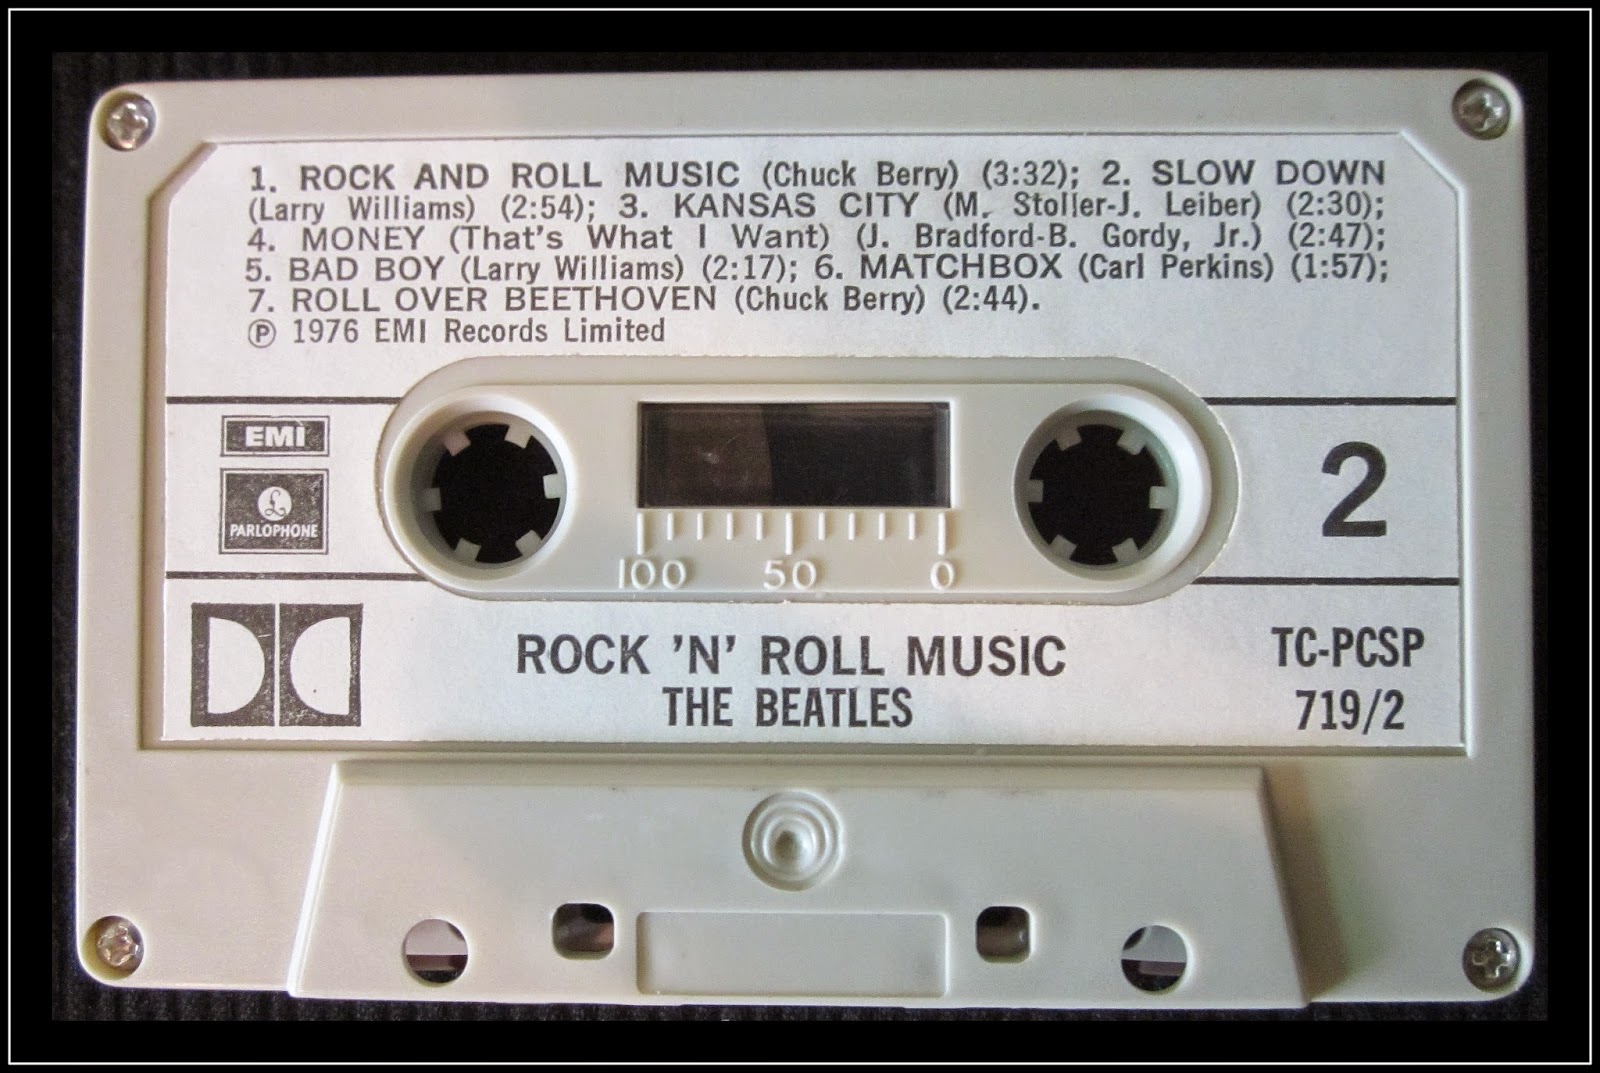 1. ROCK AND ROLL MUSIC (Chuck Berry) (3:32); 2. SLOW DOWN
(Larry Williams) (2:54); 3. KANSAS CITY (M. Stoller-J. Leiber) (2:30);
4. MONEY (That's What I Want) (J. Bradford-B. Gordy, Jr.) (2:47);
5. BAD BOY (Larry Williams) (2:17); 6. MATCHBOX (Carl Perkins) (1:57);
7. ROLL OVER BEETHOVEN (Chuck Berry) (2:44).
Ⓟ 1976 EMI Records Limited
EMI
£
PARLOPHONE
2
100 50 0
ROCK 'N' ROLL MUSIC
THE BEATLES
TC-PCSP
719/2